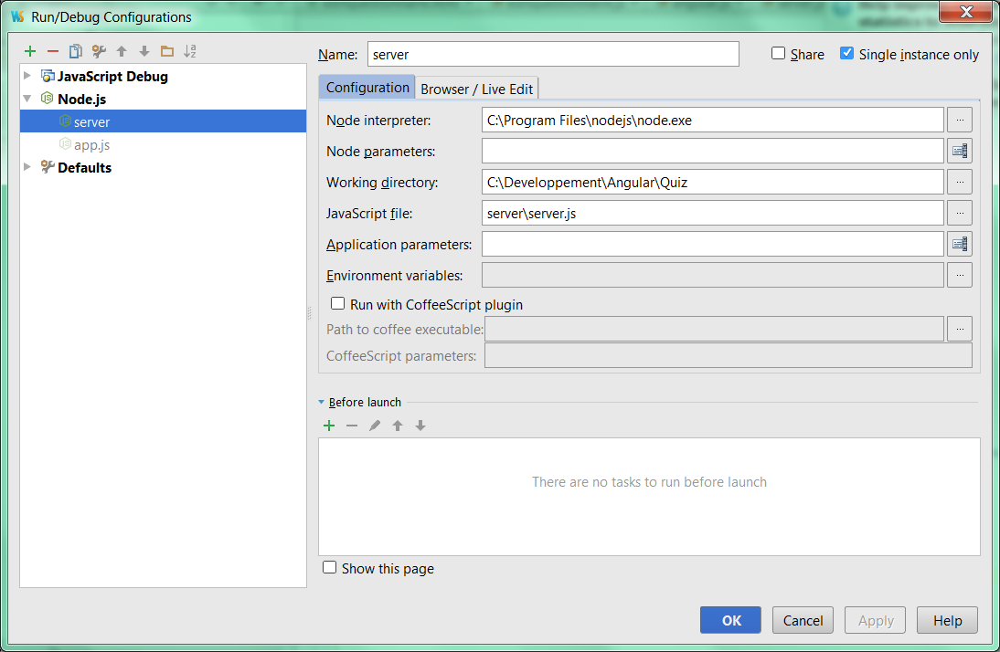 Run/Debug Configurations
JavaScript Debug
Node.js
server
app.js
Defaults
Name: server Share Single instance only
Configuration Browser / Live Edit
Node interpreter: C:\Program Files\nodejs\node.exe ...
Node parameters:
Working directory: C:\Developpement\Angular\Quiz ...
JavaScript file: server\server.js ...
Application parameters:
Environment variables: ...
Run with CoffeeScript plugin
Path to coffee executable: ...
CoffeeScript parameters:
Before launch
There are no tasks to run before launch
Show this page
OK Cancel Apply Help